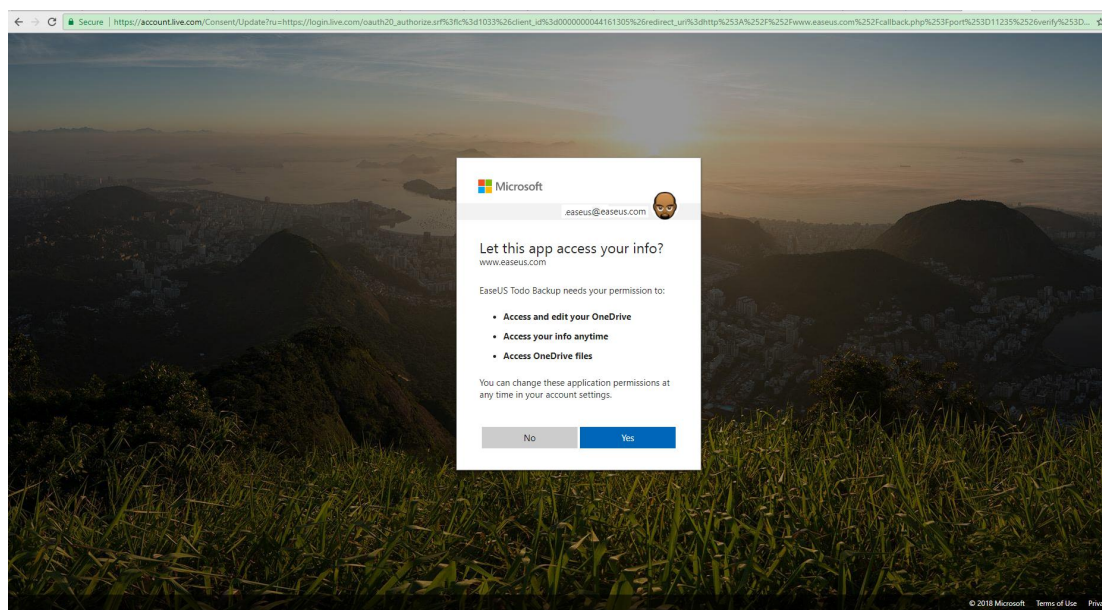 Secure | https://account.live.com/Consent/Update?ru=https://login.live.com/oauth20_authorize.srf%3flc%3d1033%26client_id%3d0000000044161305%26redirect_uri%3dhttp%253A%252F%252Fwww.easeus.com%252Fcallback.php%253Fport%253D11235%2526verify%253D...
Microsoft
.easeus@easeus.com
Let this app access your info?
www.easeus.com
EaseUS Todo Backup needs your permission to:
• Access and edit your OneDrive
• Access your info anytime
• Access OneDrive files
You can change these application permissions at
any time in your account settings.
No Yes
© 2018 Microsoft Terms of Use